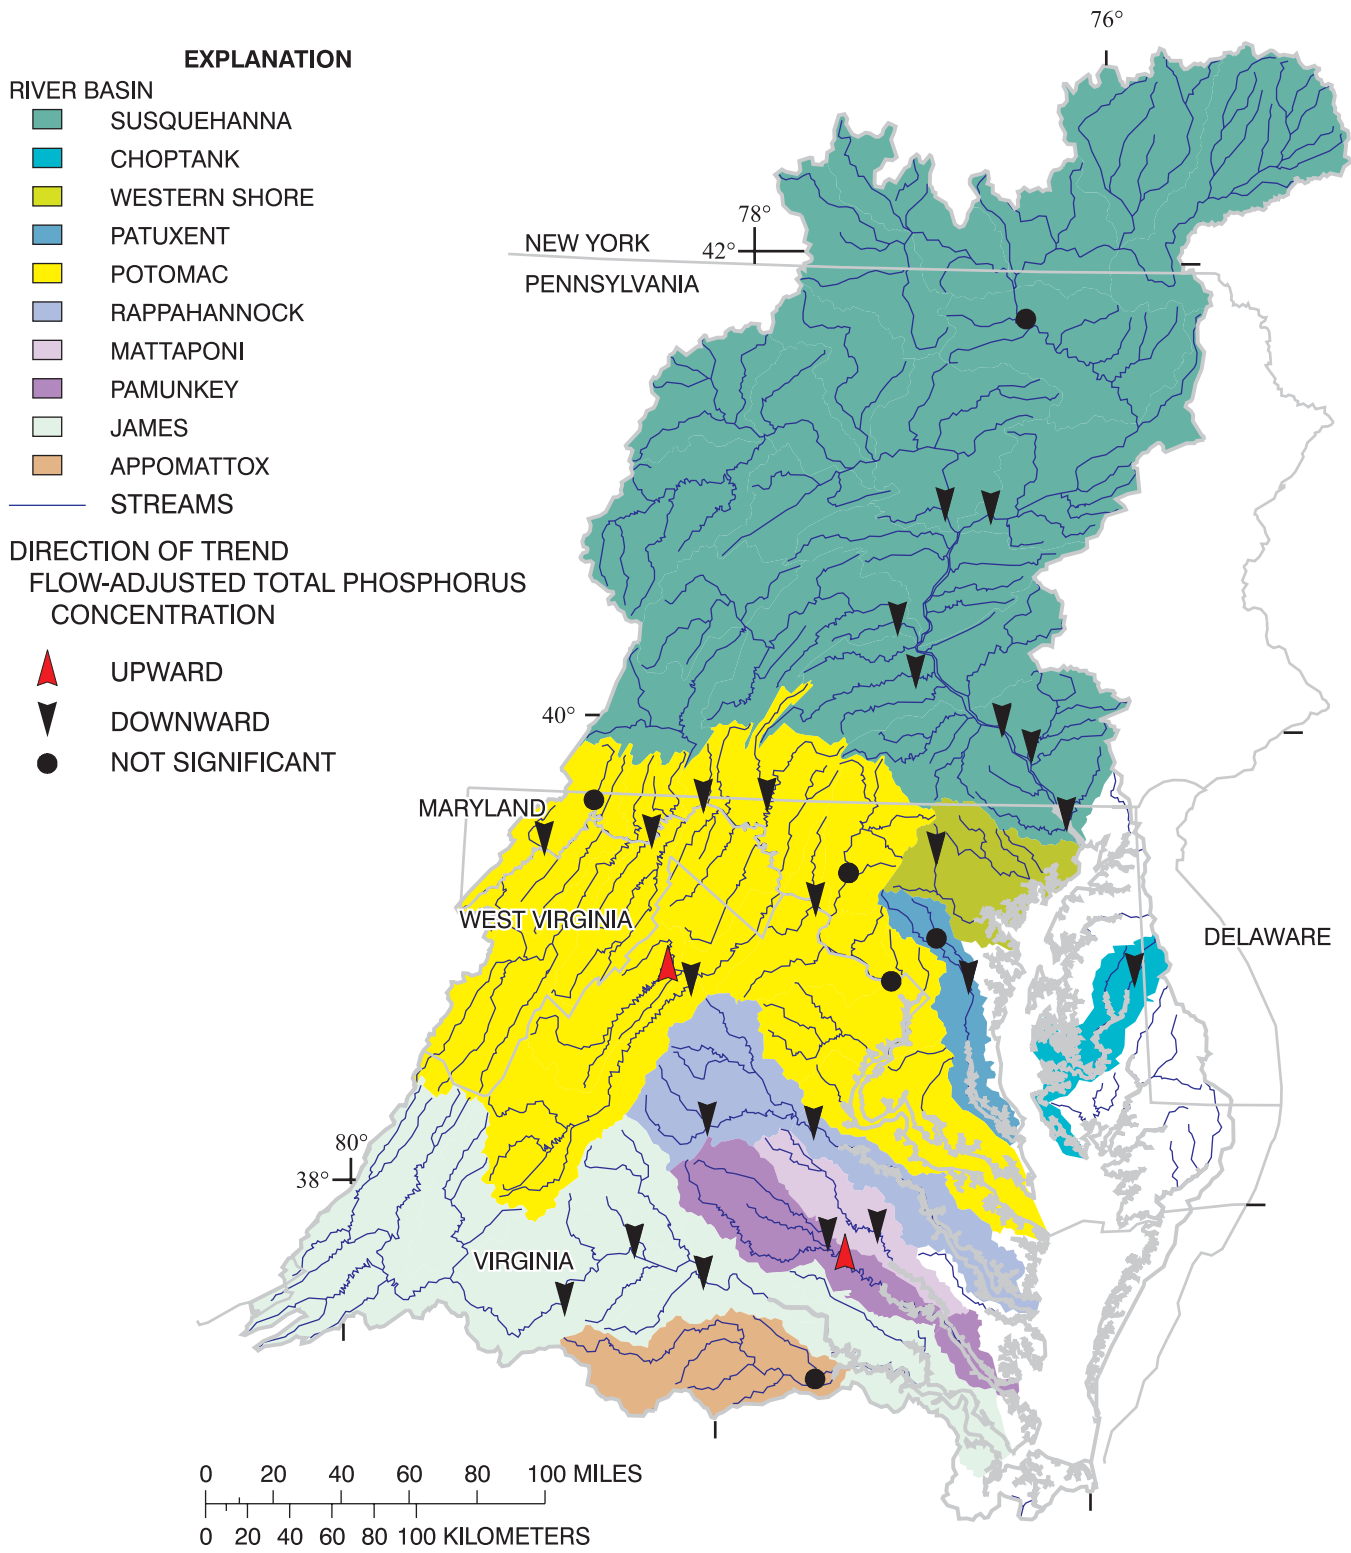 76°
EXPLANATION
RIVER BASIN
SUSQUEHANNA
CHOPTANK
WESTERN SHORE
PATUXENT
POTOMAC
RAPPAHANNOCK
MATTAPONI
PAMUNKEY
JAMES
APPOMATTOX
STREAMS
DIRECTION OF TREND
FLOW-ADJUSTED TOTAL PHOSPHORUS
CONCENTRATION
UPWARD
DOWNWARD
NOT SIGNIFICANT
78°
42°
NEW YORK
PENNSYLVANIA
40°
MARYLAND
WEST VIRGINIA
DELAWARE
80°
38°
VIRGINIA
0 20 40 60 80 100 MILES
0 20 40 60 80 100 KILOMETERS